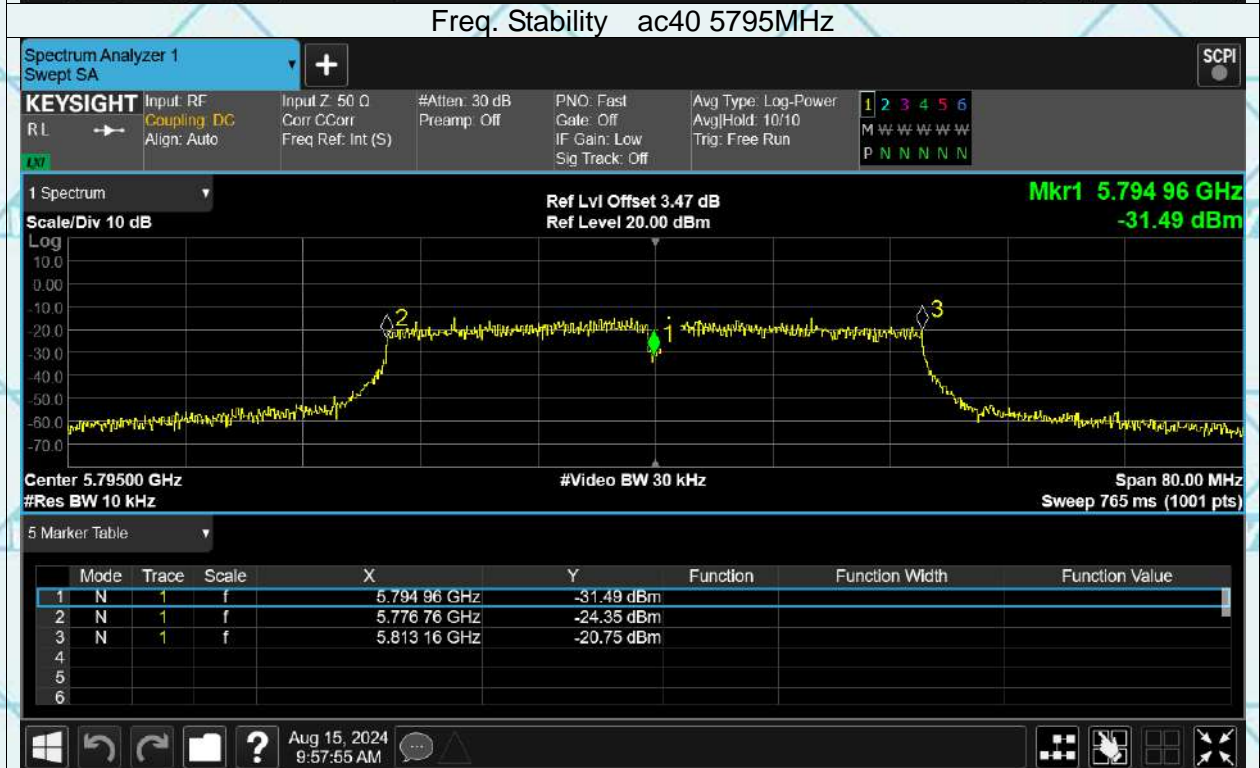 Freq. Stability ac40 5795MHz
Spectrum Analyzer 1
Swept SA
+
SCPI
KEYSIGHT Input: RF Input Z: 50 Ω #Atten: 30 dB PNO: Fast Avg Type: Log-Power 1 2 3 4 5 6
RL Coupling: DC Corr CCorr Preamp: Off Gate: Off Avg|Hold: 10/10 M W W W W W
Align: Auto Freq Ref: Int (S) IF Gain: Low Trig: Free Run P N N N N N
LXI Sig Track: Off
1 Spectrum Ref Lvl Offset 3.47 dB Mkr1 5.794 96 GHz
Scale/Div 10 dB Ref Level 20.00 dBm -31.49 dBm
Log
10.0
0.00
-10.0
-20.0
-30.0
-40.0
-50.0
-60.0
-70.0
2
1
3
Center 5.79500 GHz #Video BW 30 kHz Span 80.00 MHz
#Res BW 10 kHz Sweep 765 ms (1001 pts)
5 Marker Table
Mode Trace Scale X Y Function Function Width Function Value
1 N 1 f 5.794 96 GHz -31.49 dBm
2 N 1 f 5.776 76 GHz -24.35 dBm
3 N 1 f 5.813 16 GHz -20.75 dBm
4
5
6
? Aug 15, 2024
9:57:55 AM